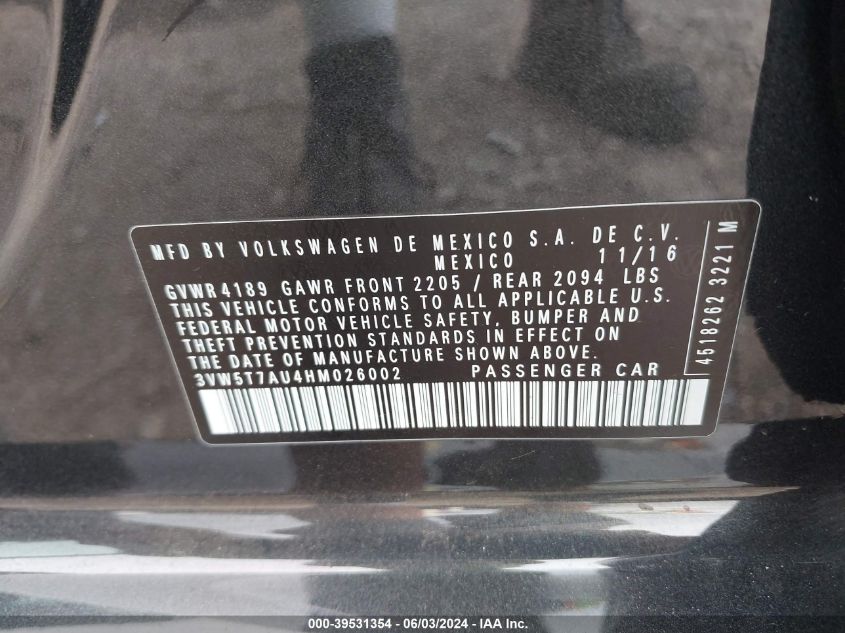 MFD BY VOLKSWAGEN DE MEXICO S.A. DE C.V.
MEXICO 11/16
GVWR 4189 GAWR FRONT 2205 / REAR 2094 LBS
THIS VEHICLE CONFORMS TO ALL APPLICABLE U.S.
FEDERAL MOTOR VEHICLE SAFETY, BUMPER AND
THEFT PREVENTION STANDARDS IN EFFECT ON
THE DATE OF MANUFACTURE SHOWN ABOVE.
3VW5T7AU4HM026002 PASSENGER CAR
4518262 3221 M
000-39531354 - 06/03/2024 - IAA Inc.